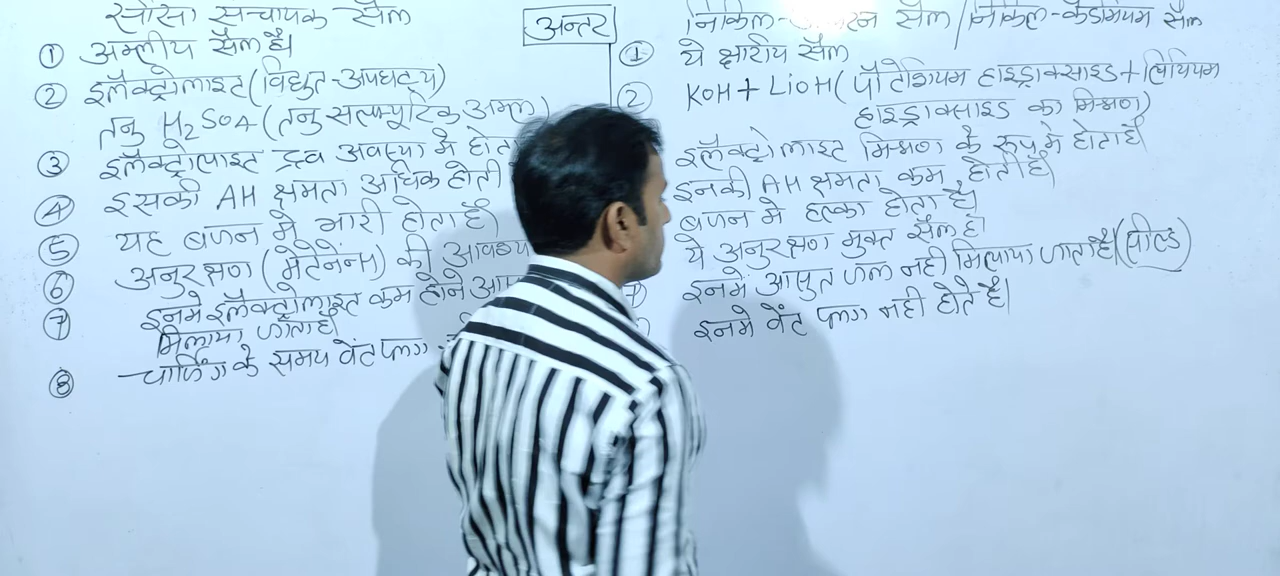 सीसा सन्चायक सैल
① अम्लीय सैल है।
② इलैक्ट्रोलाइट (विद्युत-अपघट्य)
तनु H₂SO₄ (तनु सल्फ्यूरिक अम्ल)
③ इलैक्ट्रोलाइट द्रव अवस्था में होता
④ इसकी AH क्षमता अधिक होती
⑤ यह बजन मे भारी होता है।
⑥ अनुरक्षण (मेंटेनेंन्स) की
⑦ इनमे इलैक्ट्रोलाइट कम होने
मिलाया जाता है।
⑧ चार्जिंग के समय वेंट प्लग
अन्तर
निकिल- सैल / निकिल-कैडमियम सैल
① ये क्षारीय सैल
② KOH + LiOH ( पौटेशियम हाइड्राक्साइड + लिथियम
हाइड्राक्साइड का मिश्रण)
इलैक्ट्रोलाइट मिश्रण के रूप मे होता है।
इनकी AH क्षमता कम होती है।
बजन मे हल्का होता है।
ये अनुरक्षण मुक्त सैल है।
इनमें आसुत जल नही मिलाया जाता है। (सील्ड)
इनमे वेंट प्लग नही होते है।